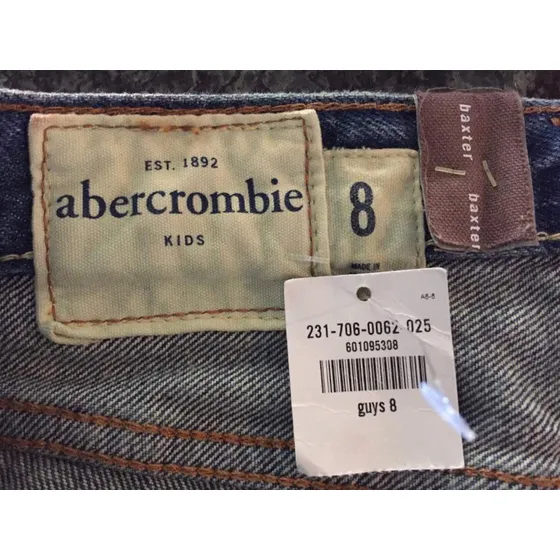 EST. 1892
abercrombie
KIDS
8
MADE IN
baxter
baxter
231-706-0062-025
601095308
guys 8